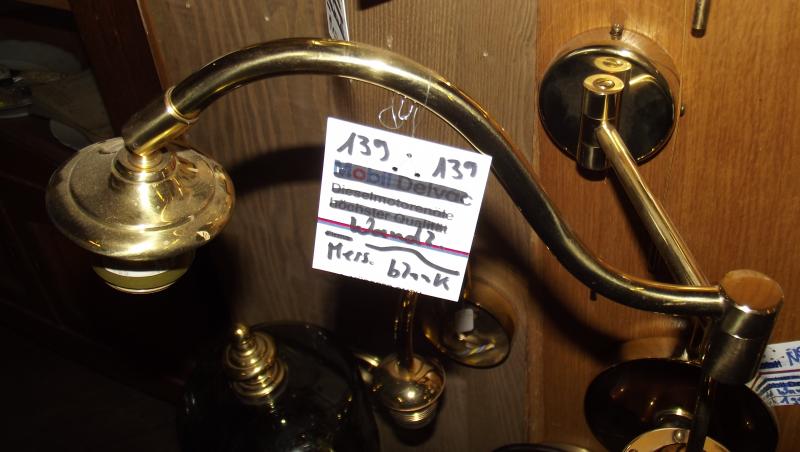 139 : 139
Mobil Delvac
Dieselmotorenöle
höchster Qualität
Wandl.
Mess. blank